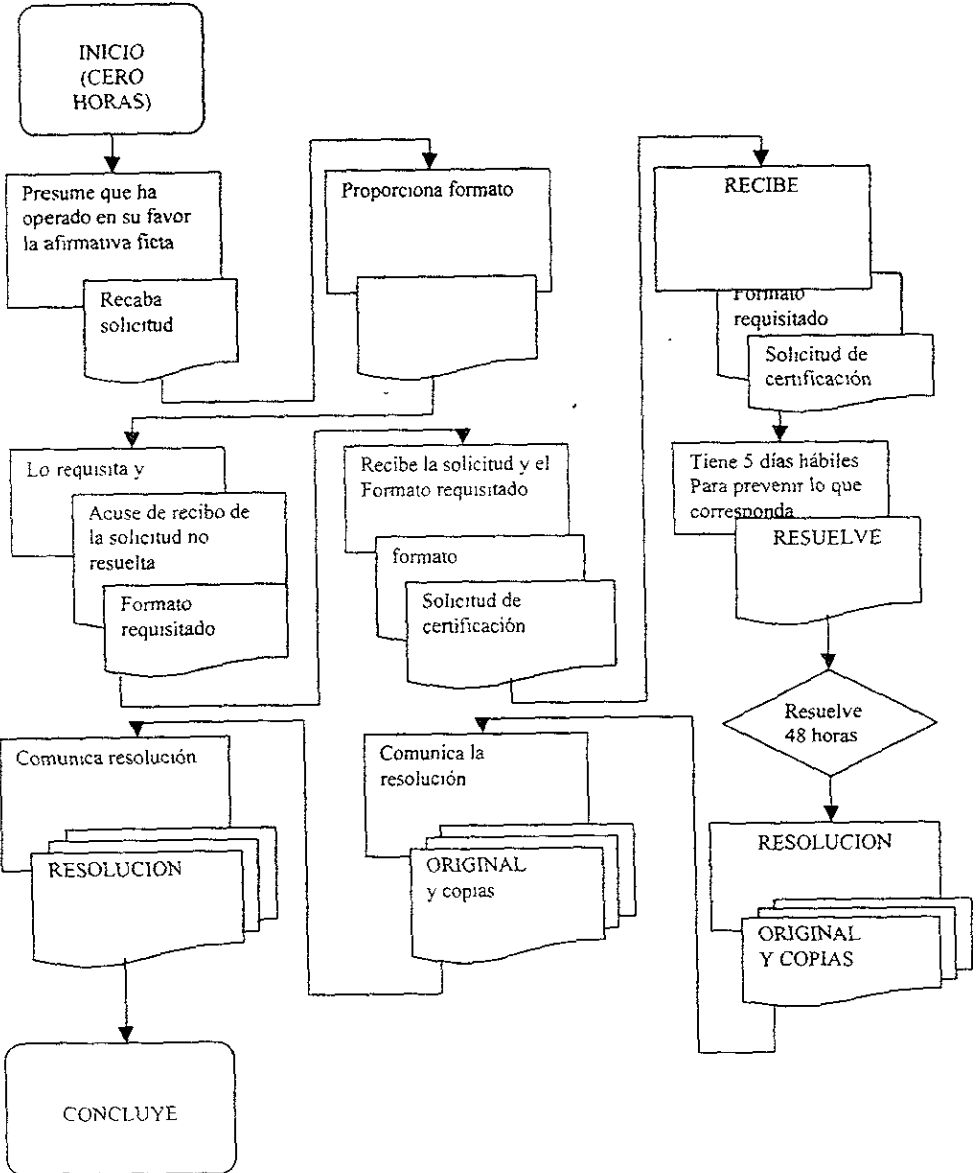 INICIO
(CERO
HORAS)
Presume que ha
operado en su favor
la afirmativa ficta
Recaba
solicitud
Proporciona formato
Lo requisita y
Acuse de recibo de
la solicitud no
resuelta
Formato
requisitado
Recibe la solicitud y el
Formato requisitado
formato
Solicitud de
certificación
RECIBE
Formato
requisitado
Solicitud de
certificación
Tiene 5 días hábiles
Para prevenir lo que
corresponda
RESUELVE
Resuelve
48 horas
RESOLUCION
ORIGINAL
Y COPIAS
Comunica la
resolución
ORIGINAL
y copias
Comunica resolución
RESOLUCION
CONCLUYE